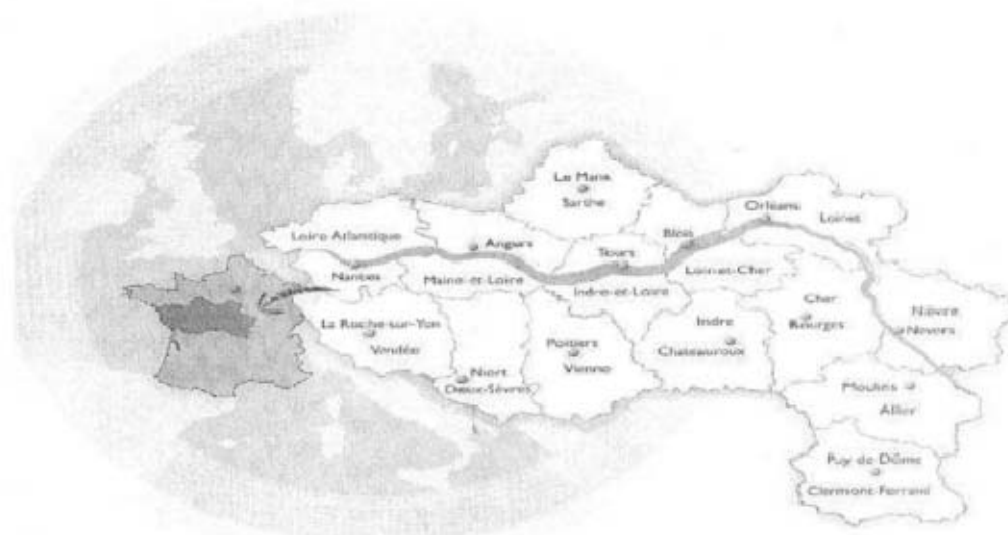 Le Mans
Sarthe
Orléans
Loiret
Loire Atlantique
Angers
Blois
Tours
Nantes
Maine-et-Loire
Loir-et-Cher
Indre-et-Loire
Cher
Bourges
Nièvre
Nevers
La Roche-sur-Yon
Vendée
Indre
Chateauroux
Poitiers
Vienne
Niort
Deux-Sèvres
Moulins
Allier
Puy-de-Dôme
Clermont-Ferrand